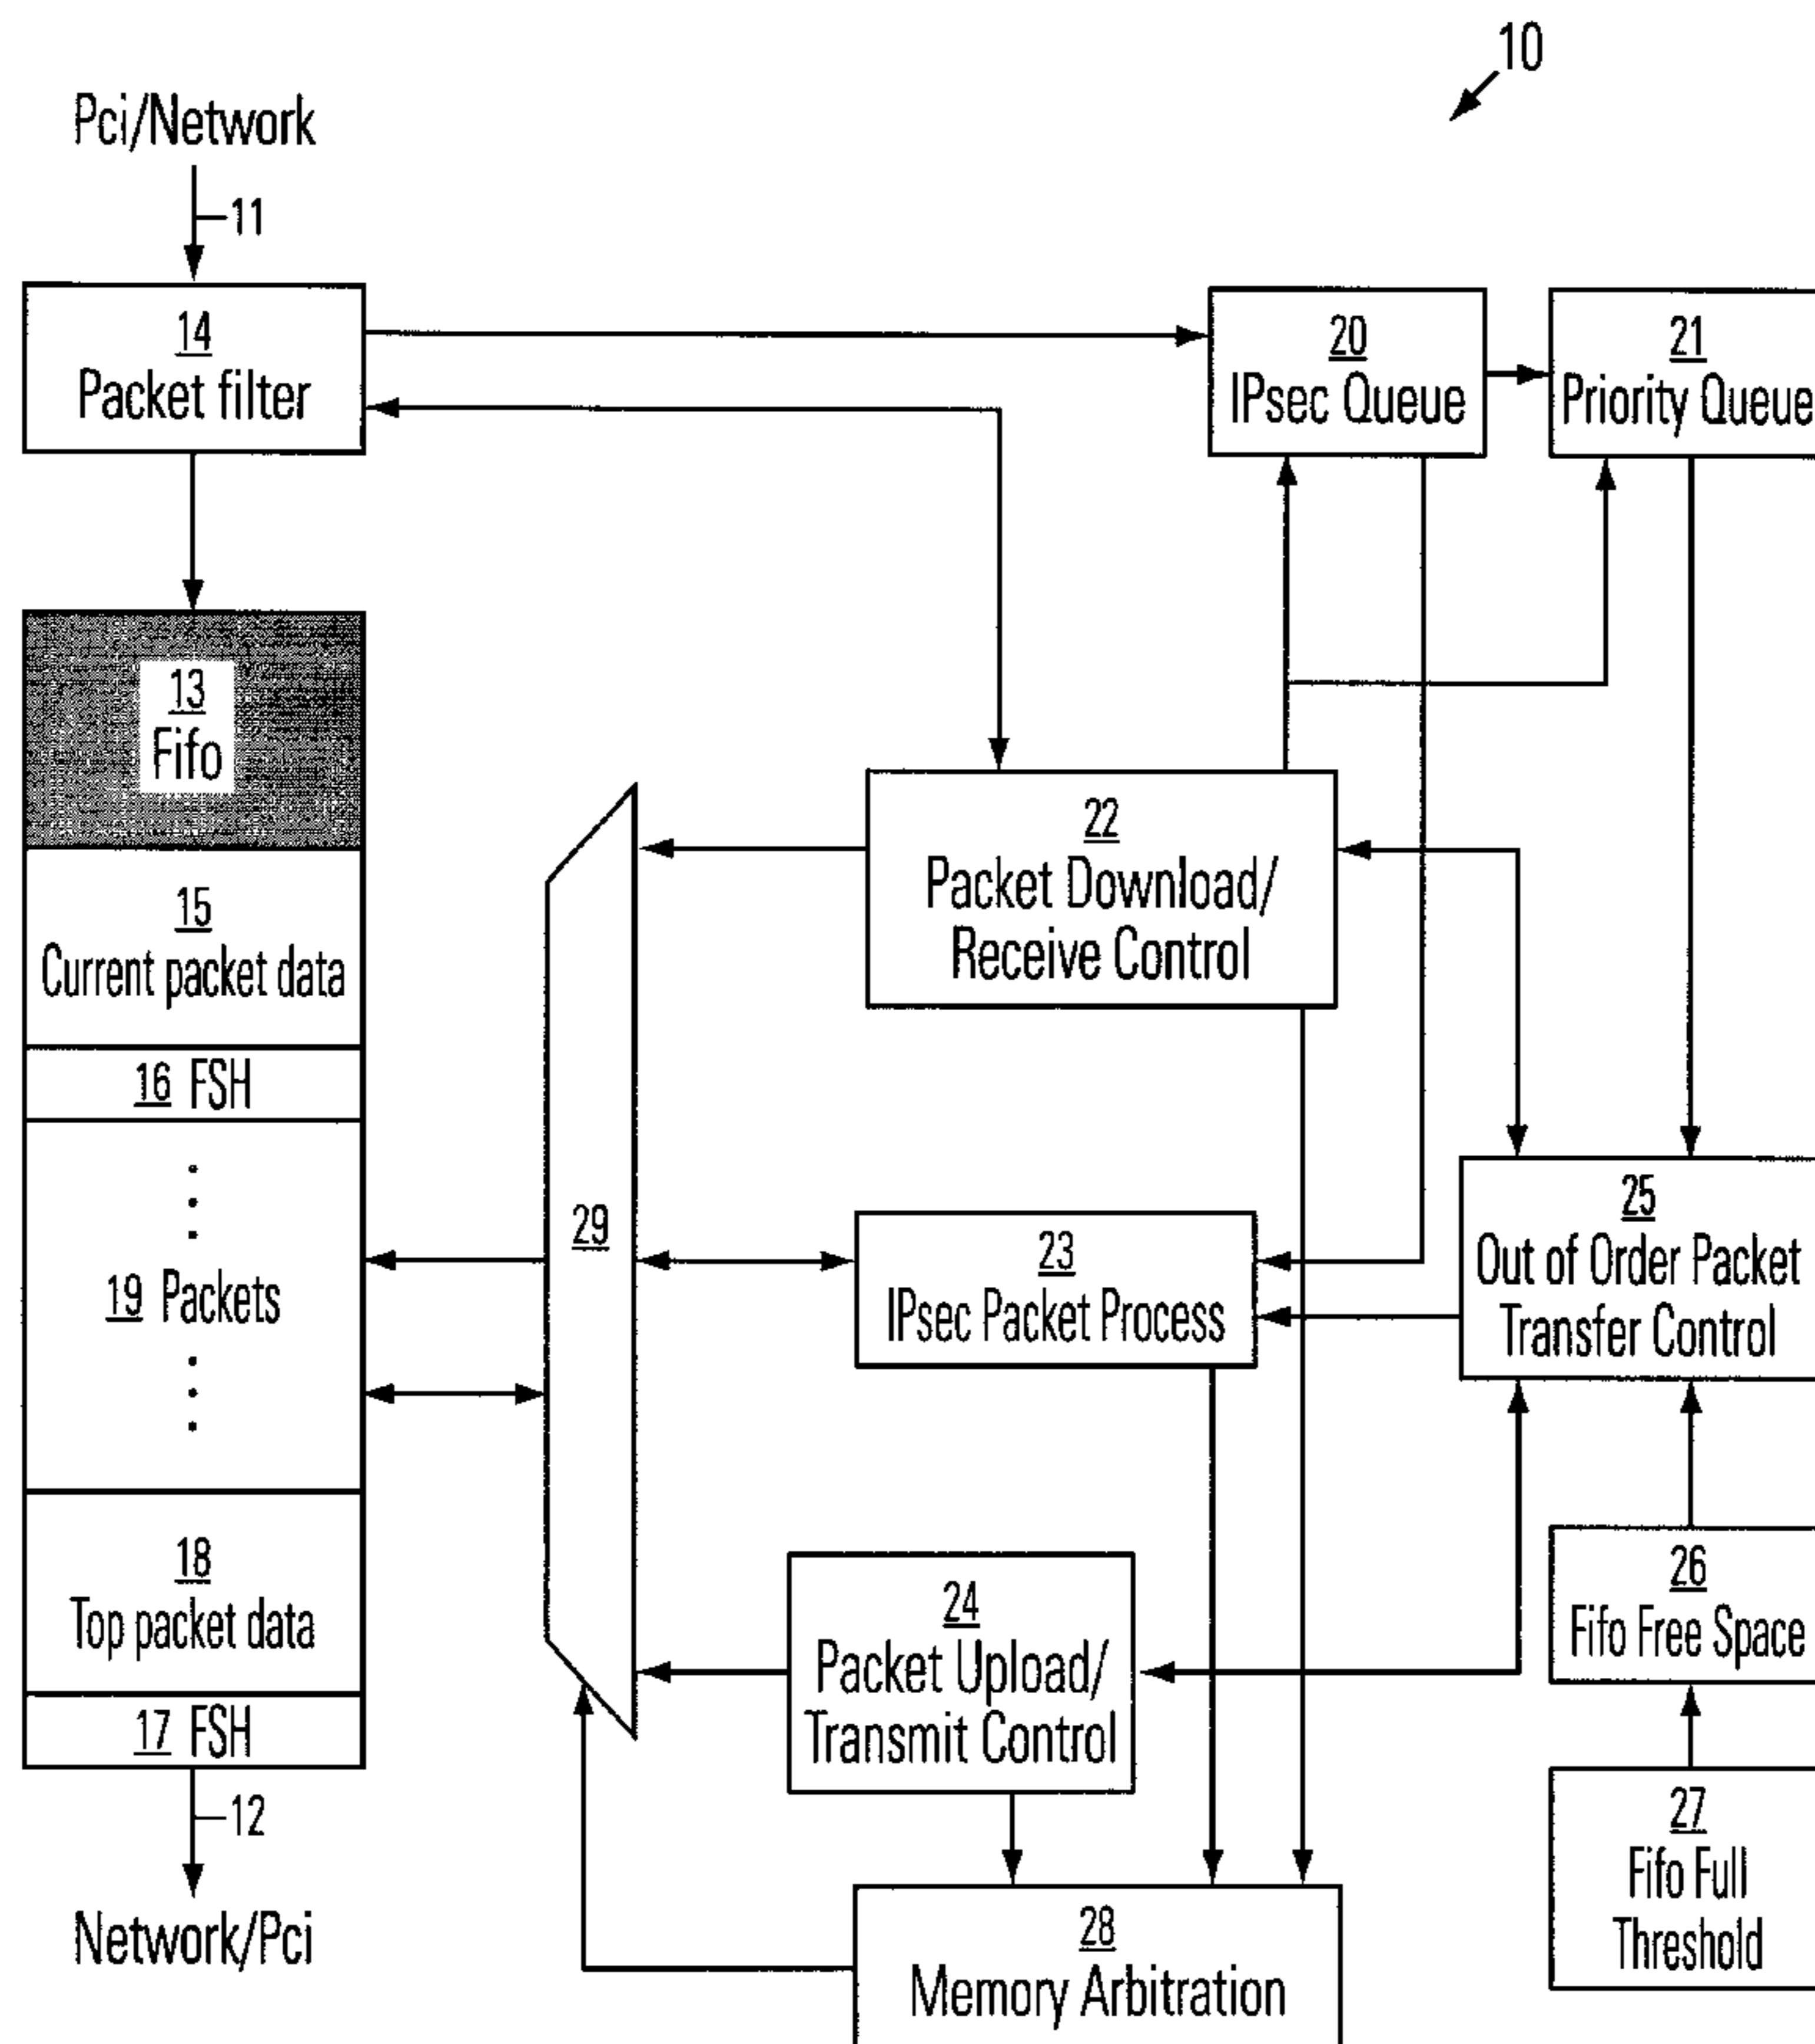 10
Pci/Network
11
14
Packet filter
20
IPsec Queue
21
Priority Queue
13
Fifo
15
Current packet data
16 FSH
19 Packets
18
Top packet data
17 FSH
12
Network/Pci
29
22
Packet Download/
Receive Control
23
IPsec Packet Process
24
Packet Upload/
Transmit Control
25
Out of Order Packet
Transfer Control
26
Fifo Free Space
27
Fifo Full
Threshold
28
Memory Arbitration